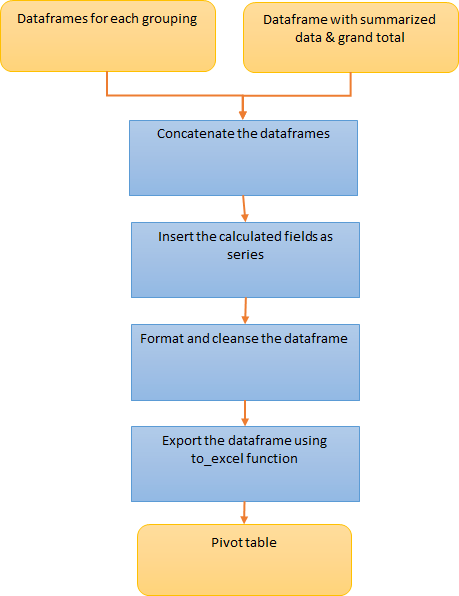 Dataframes for each grouping
Dataframe with summarized
data & grand total
Concatenate the dataframes
Insert the calculated fields as
series
Format and cleanse the dataframe
Export the dataframe using
to_excel function
Pivot table